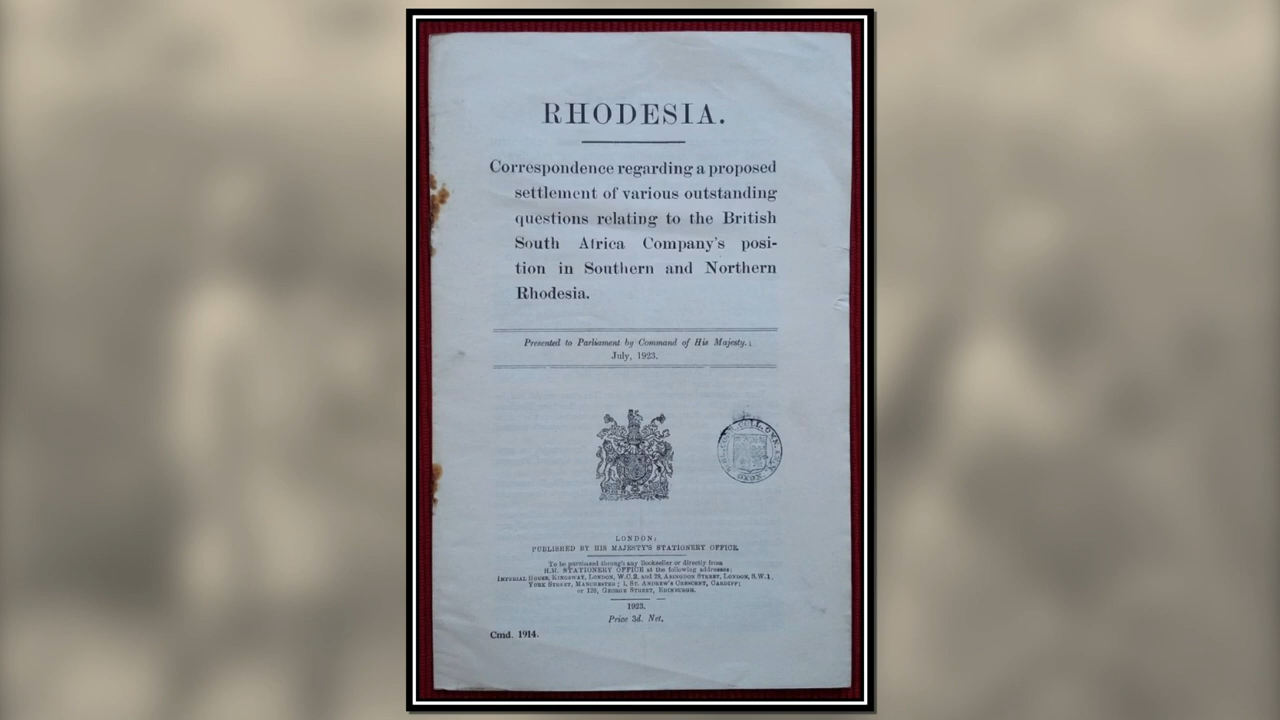 RHODESIA.
Correspondence regarding a proposed
settlement of various outstanding
questions relating to the British
South Africa Company's posi-
tion in Southern and Northern
Rhodesia.
Presented to Parliament by Command of His Majesty.
July, 1923.
LONDON:
PUBLISHED BY HIS MAJESTY'S STATIONERY OFFICE.
To be purchased through any Bookseller or directly from
H.M. STATIONERY OFFICE at the following addresses:
IMPERIAL HOUSE, KINGSWAY, LONDON, W.C.2, and 28, ABINGDON STREET, LONDON, S.W.1;
YORK STREET, MANCHESTER; 1, ST. ANDREW'S CRESCENT, CARDIFF;
or 120, GEORGE STREET, EDINBURGH.
1923.
Price 3d. Net.
Cmd. 1914.